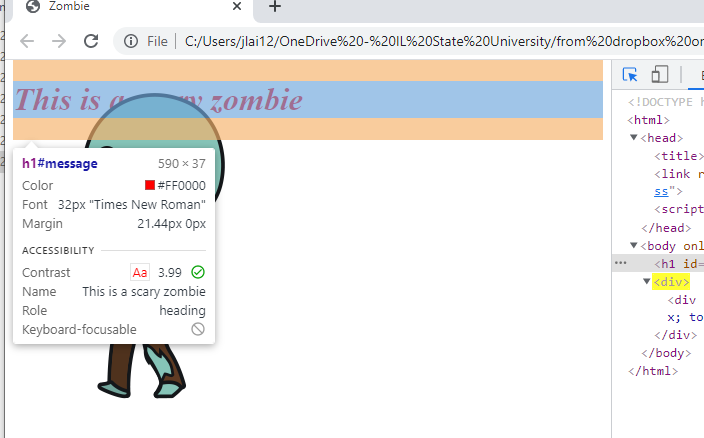 Zombie
File C:/Users/jlai12/OneDrive%20-%20IL%20State%20University/from%20dropbox%20or
This is a scary zombie
h1#message 590 × 37
Color #FF0000
Font 32px "Times New Roman"
Margin 21.44px 0px
ACCESSIBILITY
Contrast Aa 3.99
Name This is a scary zombie
Role heading
Keyboard-focusable
<!DOCTYPE h
<html>
<head>
<title>
<link r
ss">
<script
</head>
<body onl
<h1 id=
<div>
<div
x; to
</div>
</body>
</html>